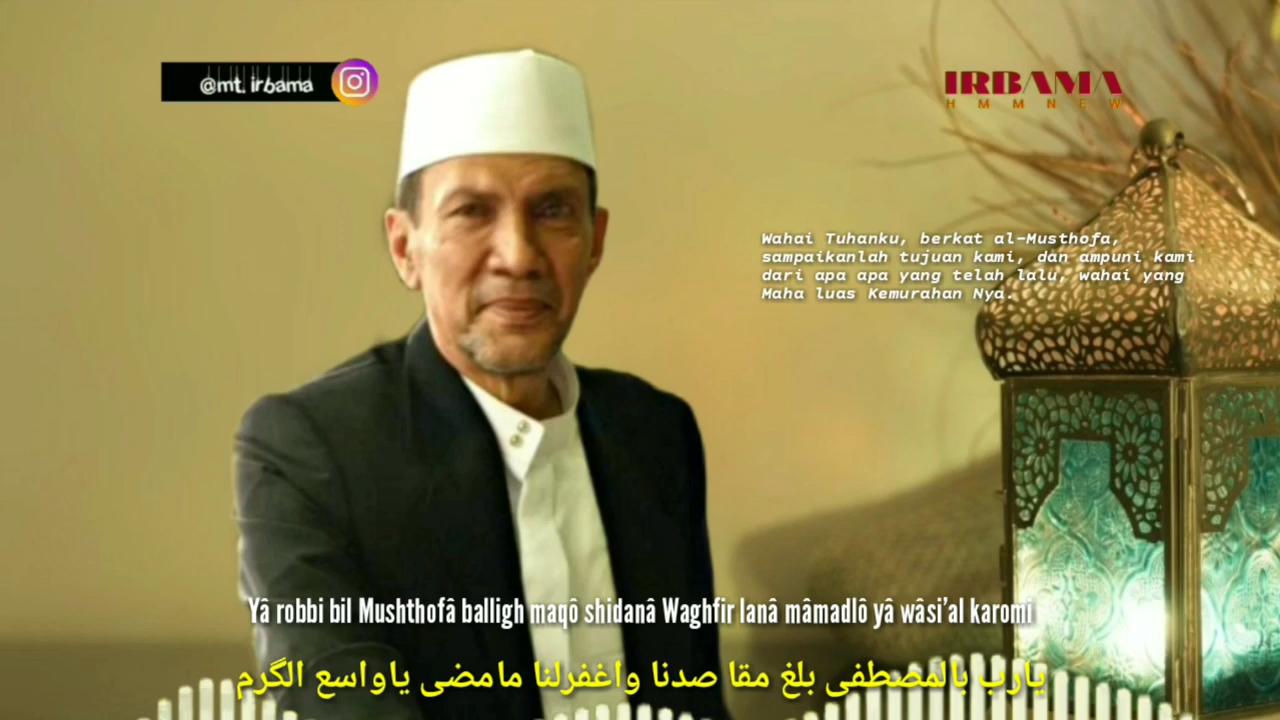 @mt. irbama
IRBAMA
HMMNEW
Wahai Tuhanku, berkat al-Musthofa,
sampaikanlah tujuan kami, dan ampuni kami
dari apa apa yang telah lalu, wahai yang
Maha luas Kemurahan Nya.
Yâ robbi bil Mushthofâ balligh maqô shidanâ Waghfir lanâ mâmadlô yâ wâsi’al karomi
يارب بالمصطفى بلغ مقا صدنا واغفرلنا مامضى ياواسع الگرم